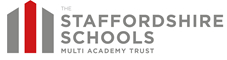 THE
STAFFORDSHIRE
SCHOOLS
MULTI ACADEMY TRUST